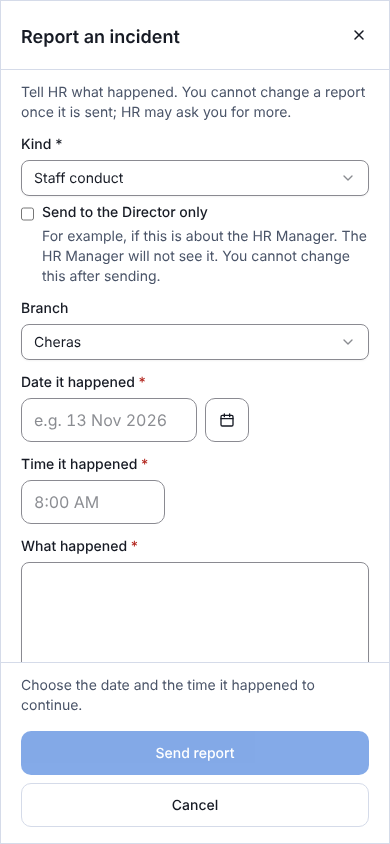 Report an incident
Tell HR what happened. You cannot change a report
once it is sent; HR may ask you for more.
Kind *
Staff conduct
Send to the Director only
For example, if this is about the HR Manager. The
HR Manager will not see it. You cannot change
this after sending.
Branch
Cheras
Date it happened *
e.g. 13 Nov 2026
Time it happened *
8:00 AM
What happened *
Choose the date and the time it happened to
continue.
Send report
Cancel